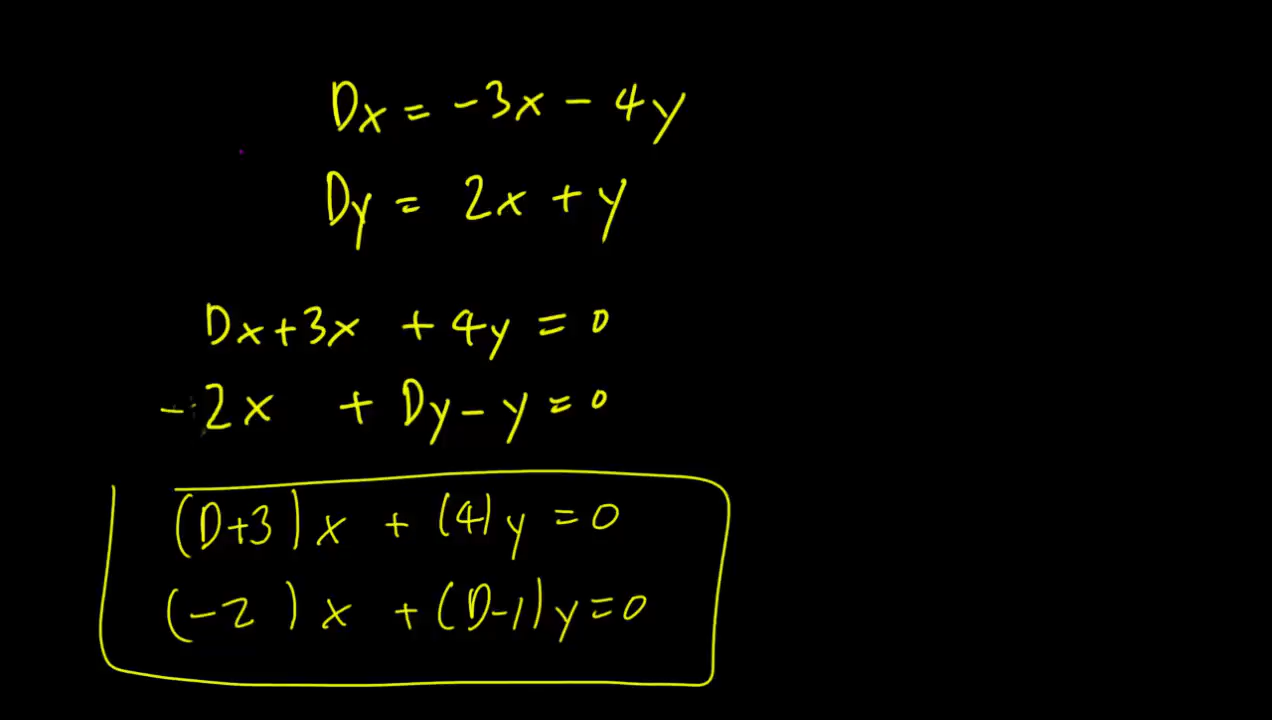 Dx = -3x - 4y
Dy = 2x + y
Dx+3x + 4y = 0
-2x + Dy - y = 0
(D+3)x + (4)y = 0
(-2)x + (D-1)y = 0